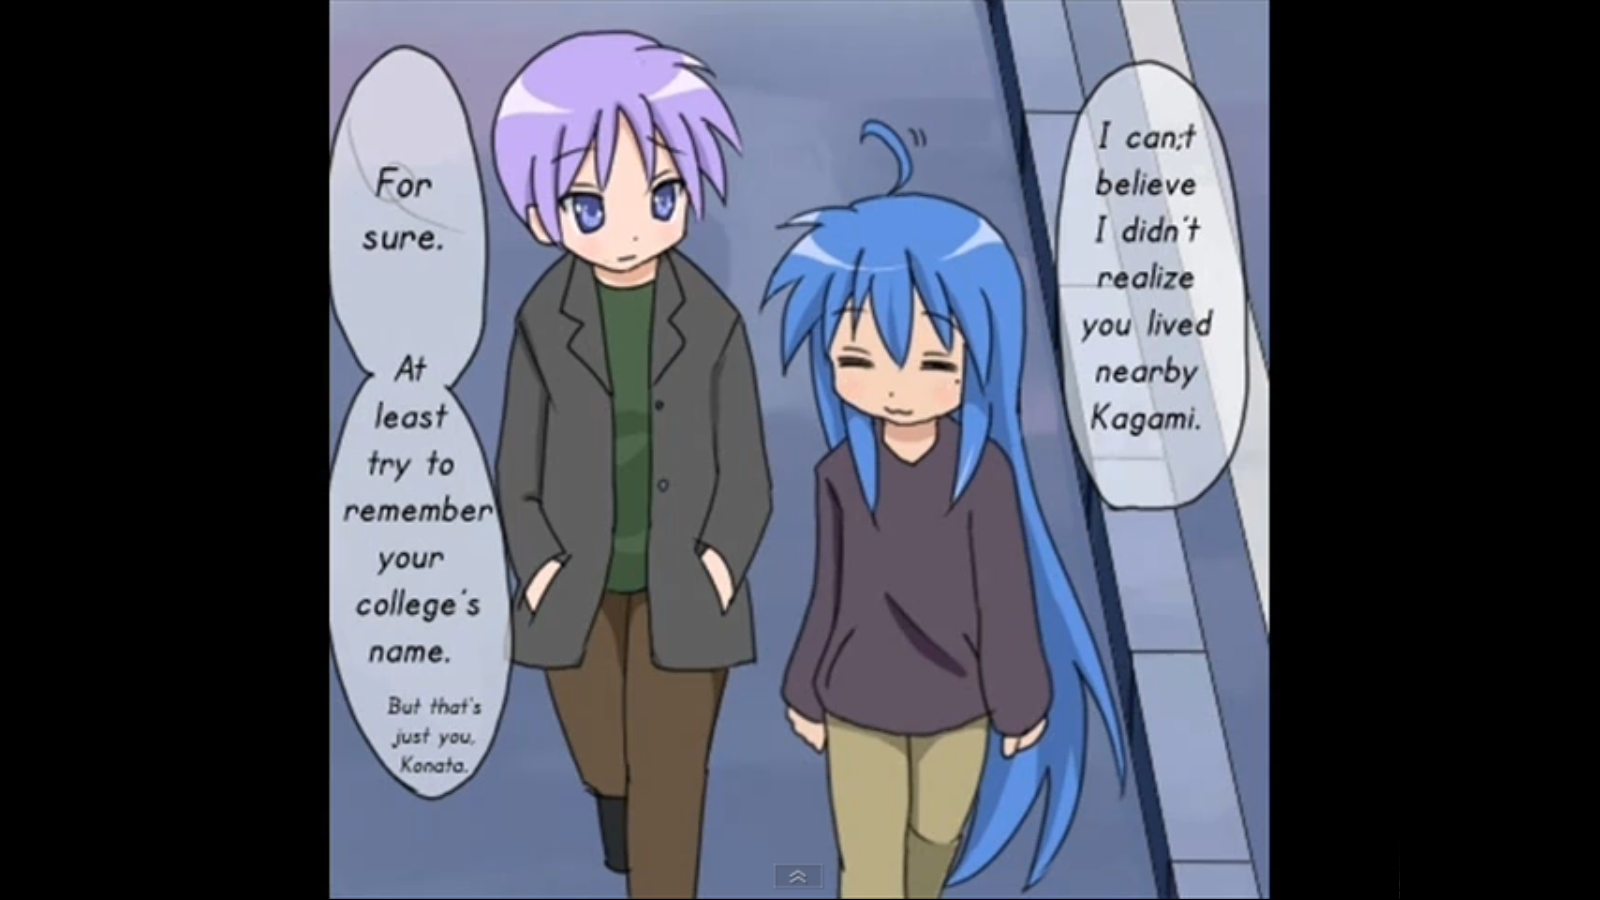 For
sure.
At
least
try to
remember
your
college's
name.
But that's
just you,
Konata.
I can;t
believe
I didn't
realize
you lived
nearby
Kagami.